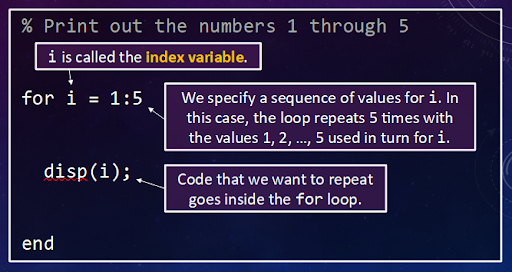 % Print out the numbers 1 through 5
i is called the index variable.
for i = 1:5
We specify a sequence of values for i. In
this case, the loop repeats 5 times with
the values 1, 2, ..., 5 used in turn for i.
disp(i);
Code that we want to repeat
goes inside the for loop.
end